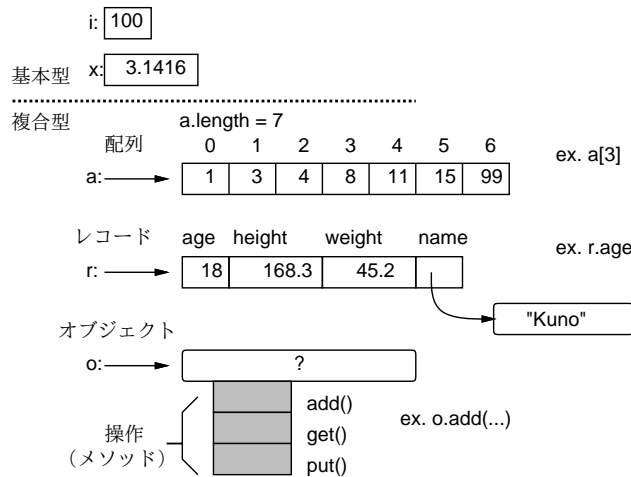 i: 100
基本型 x: 3.1416
複合型
配列 a.length = 7
0 1 2 3 4 5 6
a: 1 3 4 8 11 15 99
ex. a[3]
レコード age height weight name
r: 18 168.3 45.2
ex. r.age
"Kuno"
オブジェクト
o: ?
操作
(メソッド)
add()
get()
put()
ex. o.add(...)